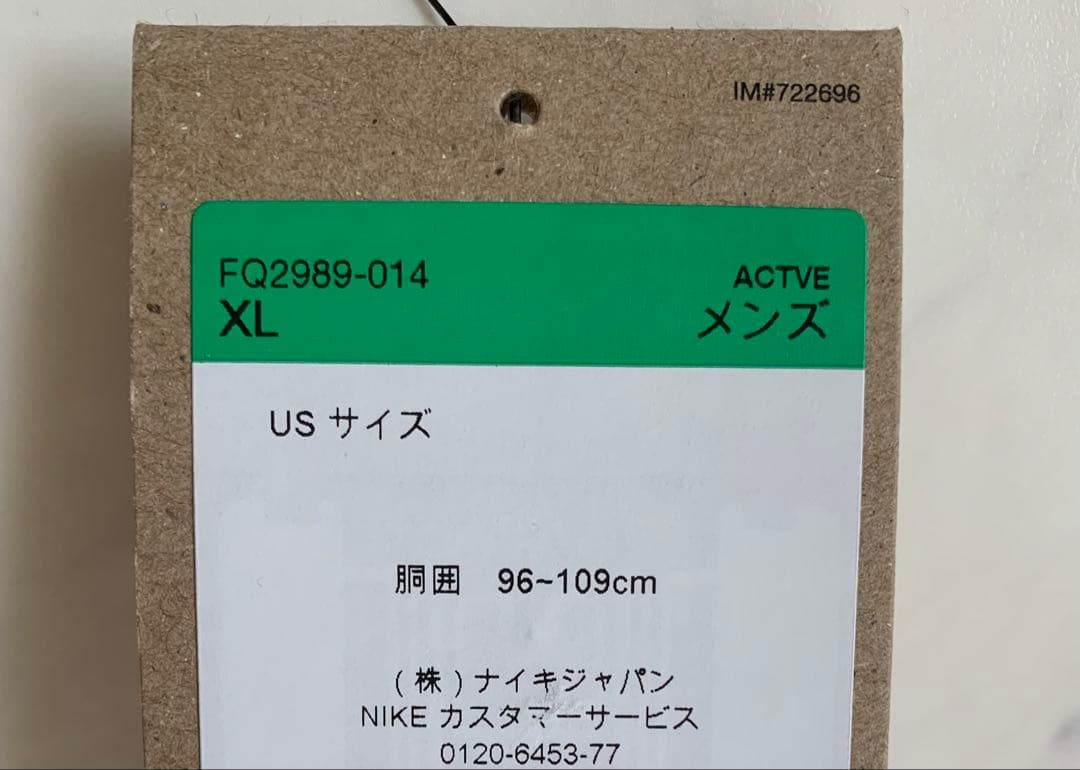 IM#722696
FQ2989-014 ACTVE
XL メンズ
US サイズ
胴囲 96~109cm
(株)ナイキジャパン
NIKE カスタマーサービス
0120-6453-77